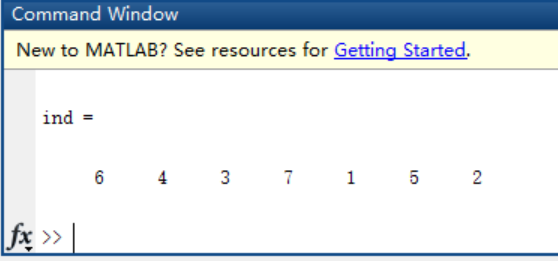 Command Window
New to MATLAB? See resources for Getting Started.
ind =
6 4 3 7 1 5 2
fx >>